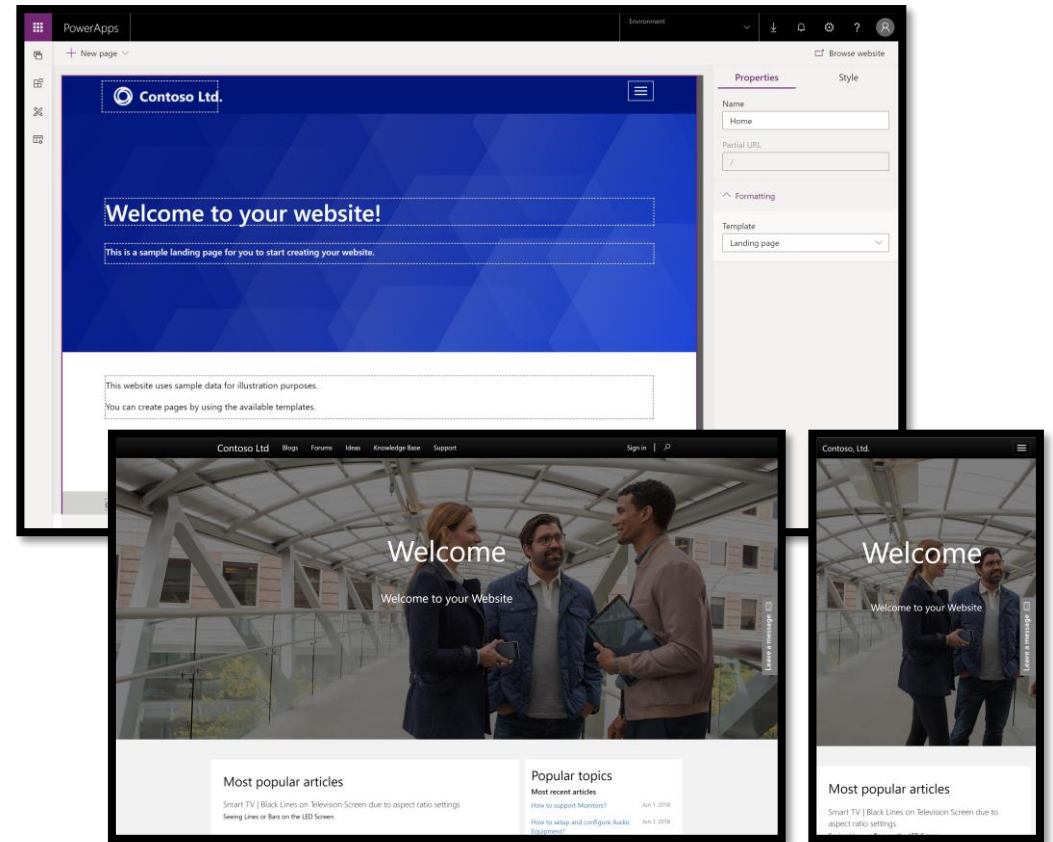 PowerApps
Environment
?
+ New page
Browse website
Contoso Ltd.
Properties Style
Name
Home
Partial URL
/
Formatting
Template
Landing page
Welcome to your website!
This is a sample landing page for you to start creating your website.
This website uses sample data for illustration purposes.
You can create pages by using the available templates.
Contoso Ltd Blogs Forums Ideas Knowledge Base Support Sign in |
Welcome
Welcome to your Website
Leave a message
Most popular articles
Smart TV | Black Lines on Television Screen due to aspect ratio settings
Seeing Lines or Bars on the LED Screen
Popular topics
Most recent articles
How to support Monitors? Jun 1, 2018
How to setup and configure Audio Jun 1, 2018
Equipment?
Contoso, Ltd.
Welcome
Welcome to your Website
Leave a message
Most popular articles
Smart TV | Black Lines on Television Screen due to
aspect ratio settings